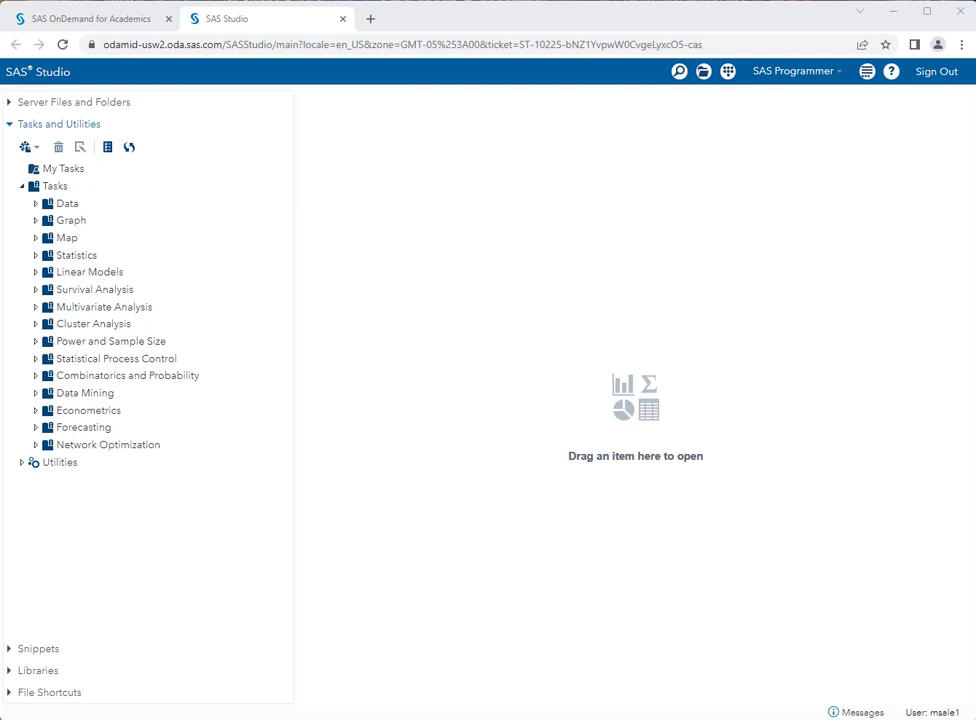 SAS OnDemand for Academics
SAS Studio
odamid-usw2.oda.sas.com/SASStudio/main?locale=en_US&zone=GMT-05%253A00&ticket=ST-10225-bNZ1YvpwW0CvgeLyxcO5-cas
SAS® Studio
SAS Programmer
Sign Out
Server Files and Folders
Tasks and Utilities
My Tasks
Tasks
Data
Graph
Map
Statistics
Linear Models
Survival Analysis
Multivariate Analysis
Cluster Analysis
Power and Sample Size
Statistical Process Control
Combinatorics and Probability
Data Mining
Econometrics
Forecasting
Network Optimization
Utilities
Drag an item here to open
Snippets
Libraries
File Shortcuts
Messages
User: msale1